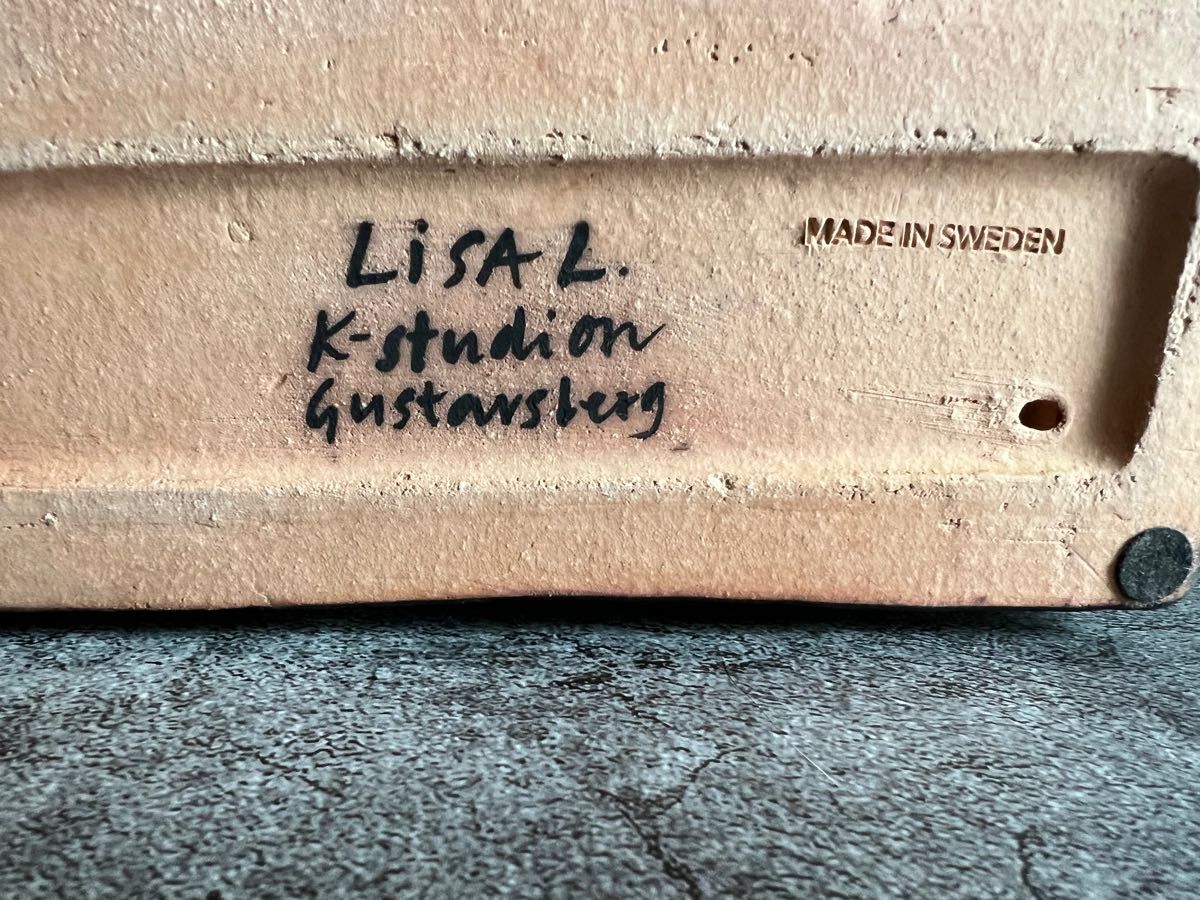 LiSA L.
K-studion
Gustavsberg
MADE IN SWEDEN